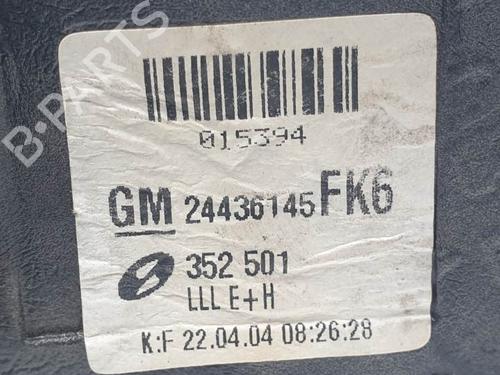 B-PARTS
015394
GM 24436145 FK6
352 501
LLL E+H
K:F 22.04.04 08:26:28